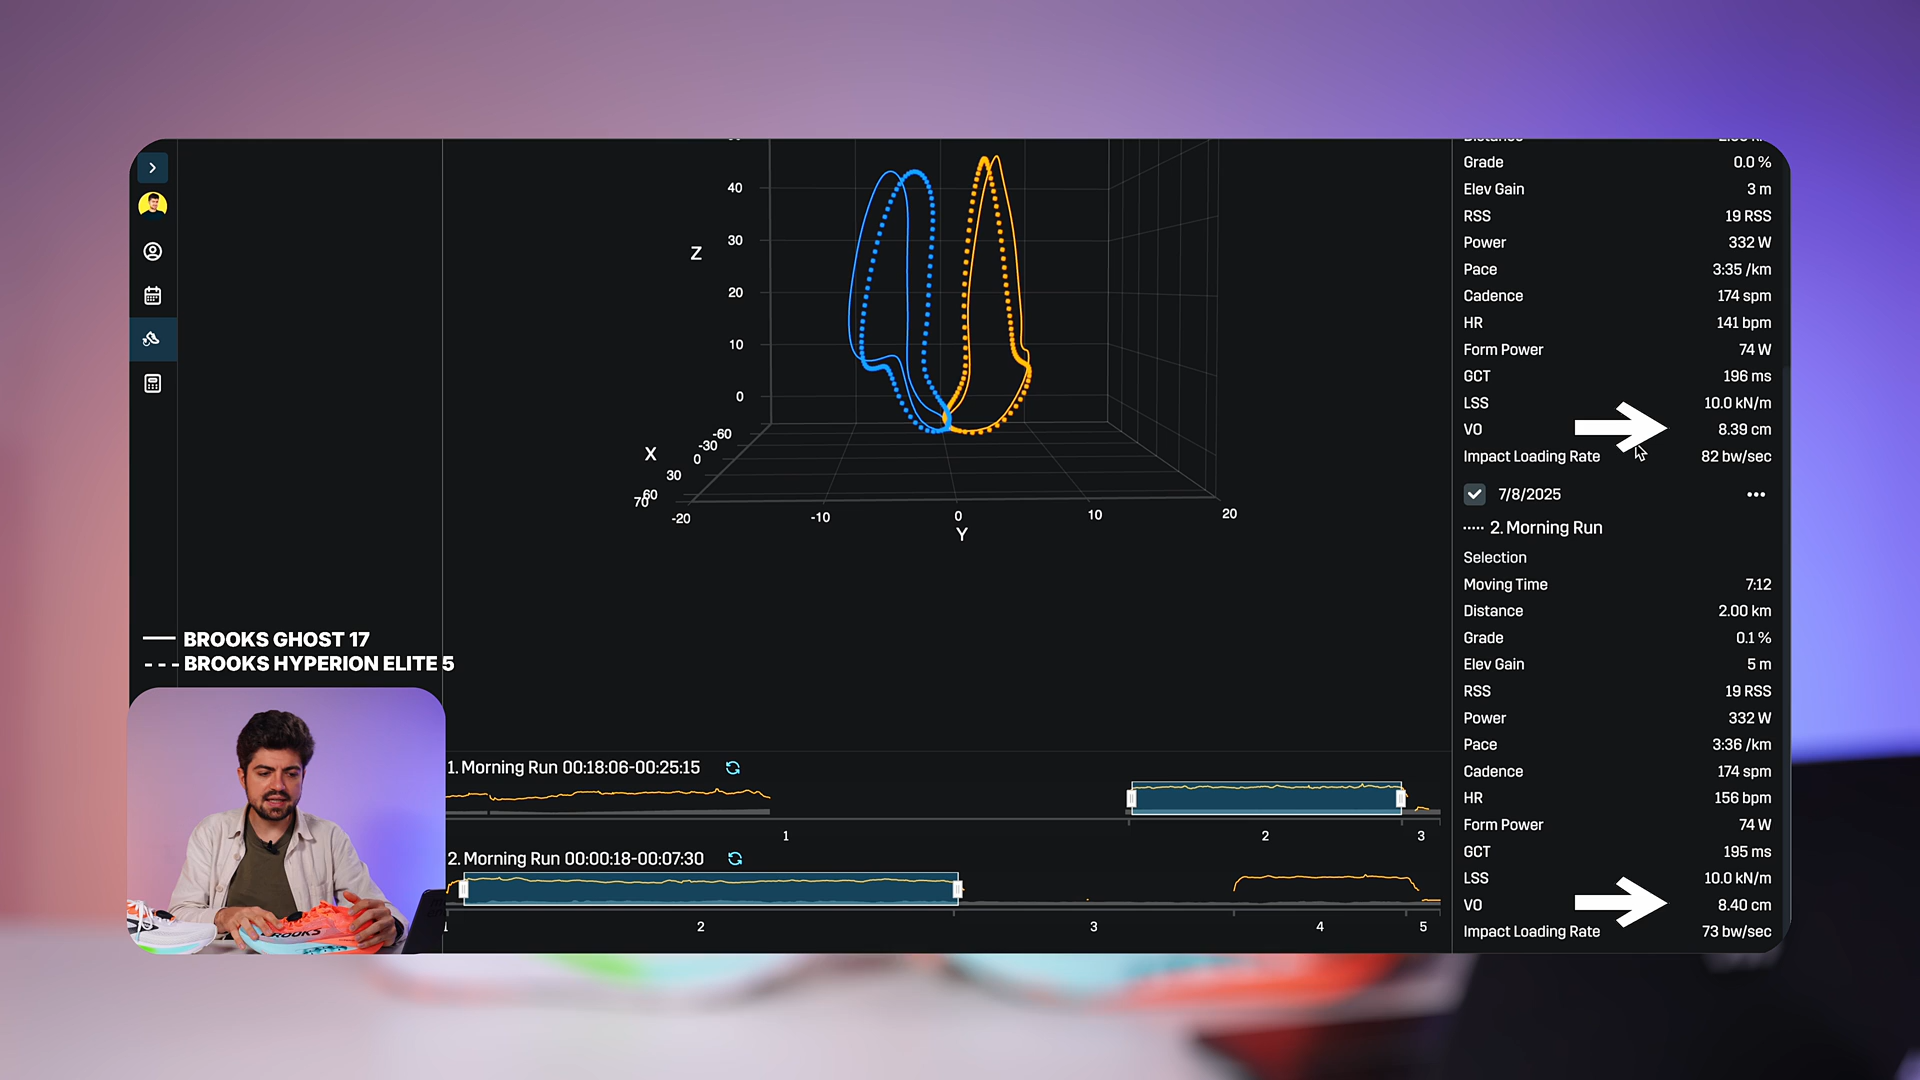 40
30
20
10
0
Z
X
-60
-30
0
30
60
70
-20
-10
0
10
20
Y
BROOKS GHOST 17
BROOKS HYPERION ELITE 5
1. Morning Run 00:18:06-00:25:15
1
2
3
2. Morning Run 00:00:18-00:07:30
2
3
4
5
Grade 0.0 %
Elev Gain 3 m
RSS 19 RSS
Power 332 W
Pace 3:35 /km
Cadence 174 spm
HR 141 bpm
Form Power 74 W
GCT 196 ms
LSS 10.0 kN/m
VO 8.39 cm
Impact Loading Rate 82 bw/sec
7/8/2025
2. Morning Run
Selection
Moving Time 7:12
Distance 2.00 km
Grade 0.1 %
Elev Gain 5 m
RSS 19 RSS
Power 332 W
Pace 3:36 /km
Cadence 174 spm
HR 156 bpm
Form Power 74 W
GCT 195 ms
LSS 10.0 kN/m
VO 8.40 cm
Impact Loading Rate 73 bw/sec